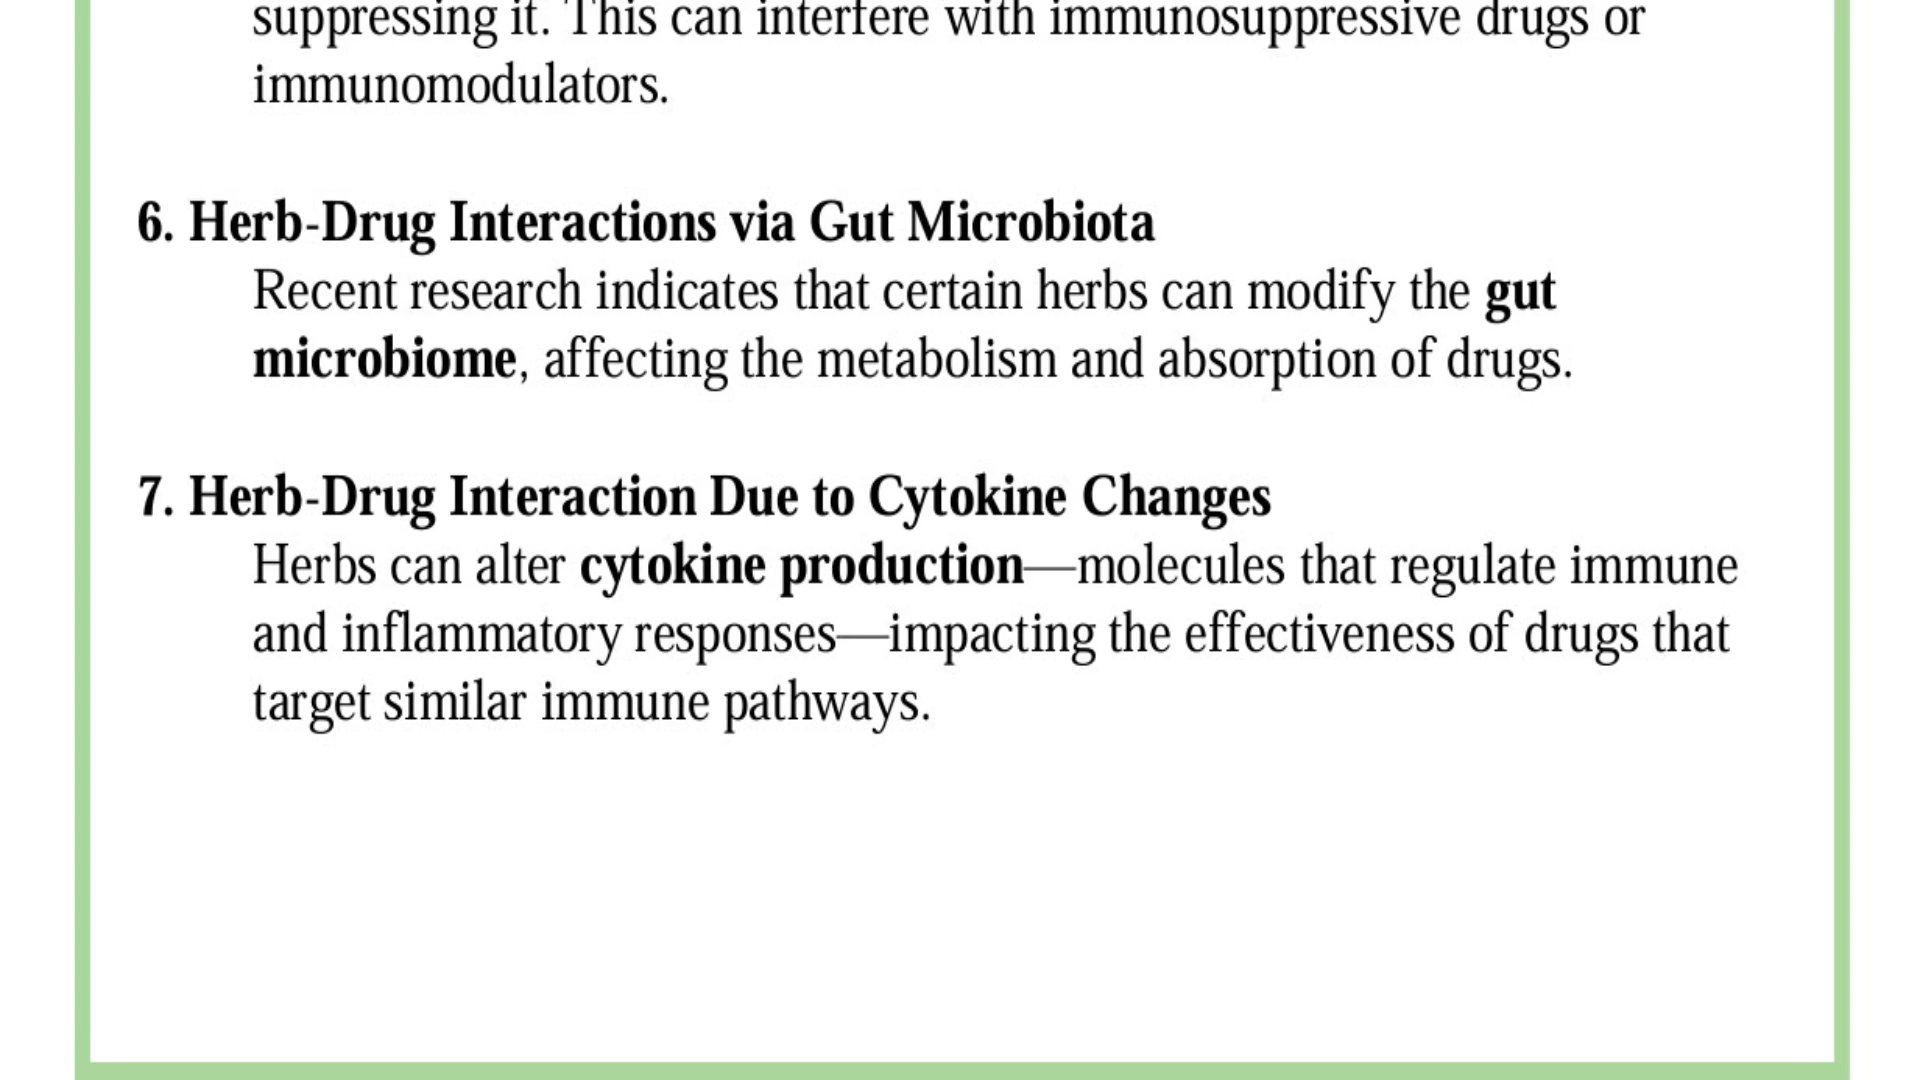 suppressing it. This can interfere with immunosuppressive drugs or
immunomodulators.
6. Herb-Drug Interactions via Gut Microbiota
Recent research indicates that certain herbs can modify the gut
microbiome, affecting the metabolism and absorption of drugs.
7. Herb-Drug Interaction Due to Cytokine Changes
Herbs can alter cytokine production—molecules that regulate immune
and inflammatory responses—impacting the effectiveness of drugs that
target similar immune pathways.